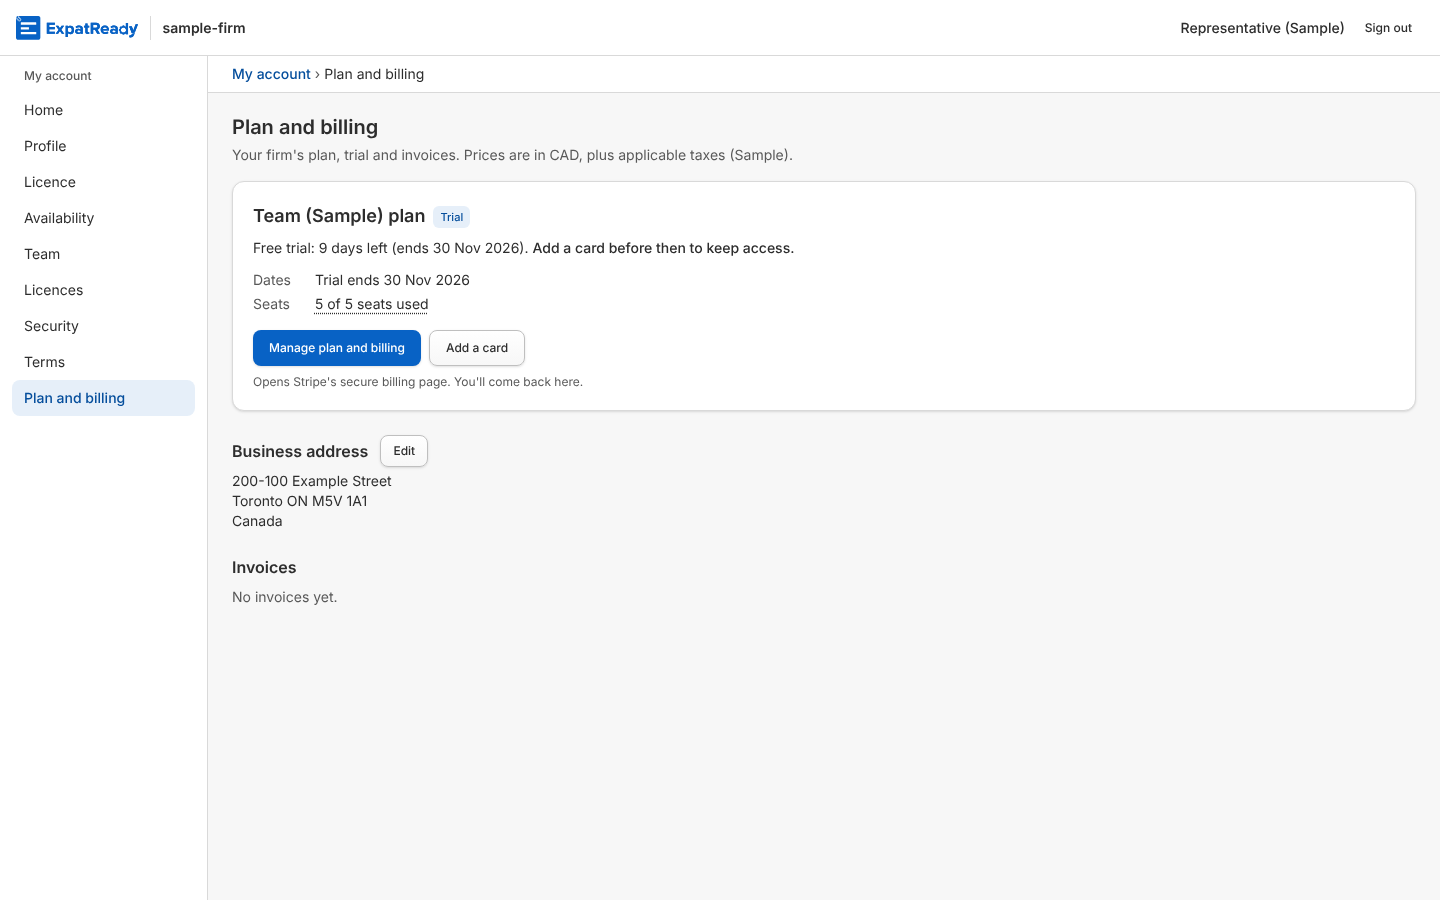 ExpatReady
sample-firm
Representative (Sample)
Sign out
My account
Home
Profile
Licence
Availability
Team
Licences
Security
Terms
Plan and billing
My account › Plan and billing
Plan and billing
Your firm's plan, trial and invoices. Prices are in CAD, plus applicable taxes (Sample).
Team (Sample) plan Trial
Free trial: 9 days left (ends 30 Nov 2026). Add a card before then to keep access.
Dates Trial ends 30 Nov 2026
Seats 5 of 5 seats used
Manage plan and billing
Add a card
Opens Stripe's secure billing page. You'll come back here.
Business address
Edit
200-100 Example Street
Toronto ON M5V 1A1
Canada
Invoices
No invoices yet.